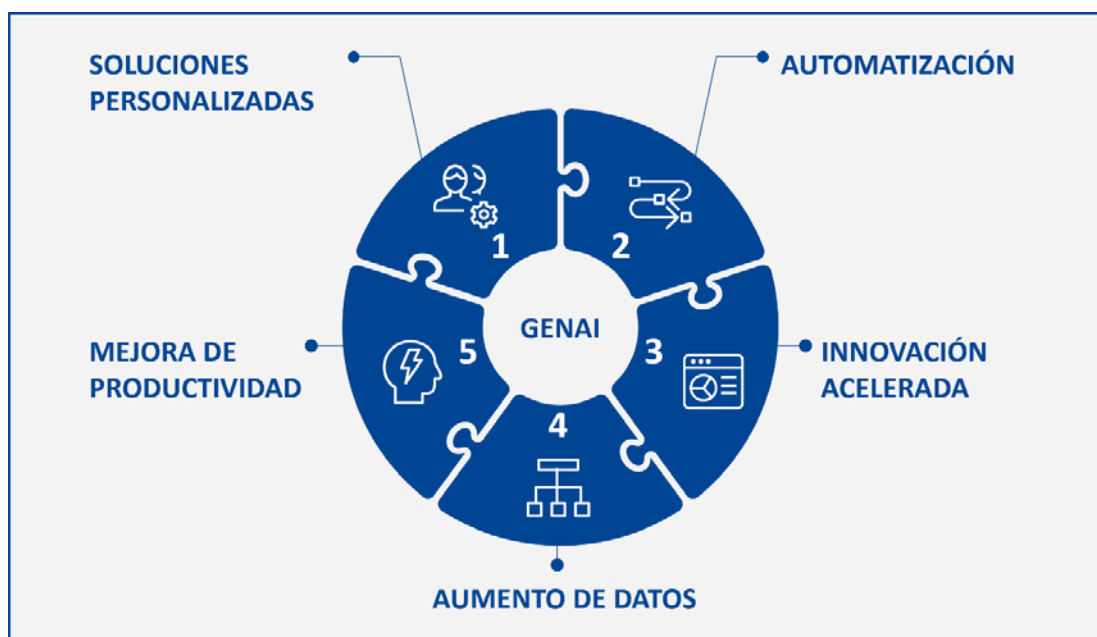 SOLUCIONES
PERSONALIZADAS
AUTOMATIZACIÓN
1
2
MEJORA DE
PRODUCTIVIDAD
5
GENAI
3
INNOVACIÓN
ACELERADA
4
AUMENTO DE DATOS